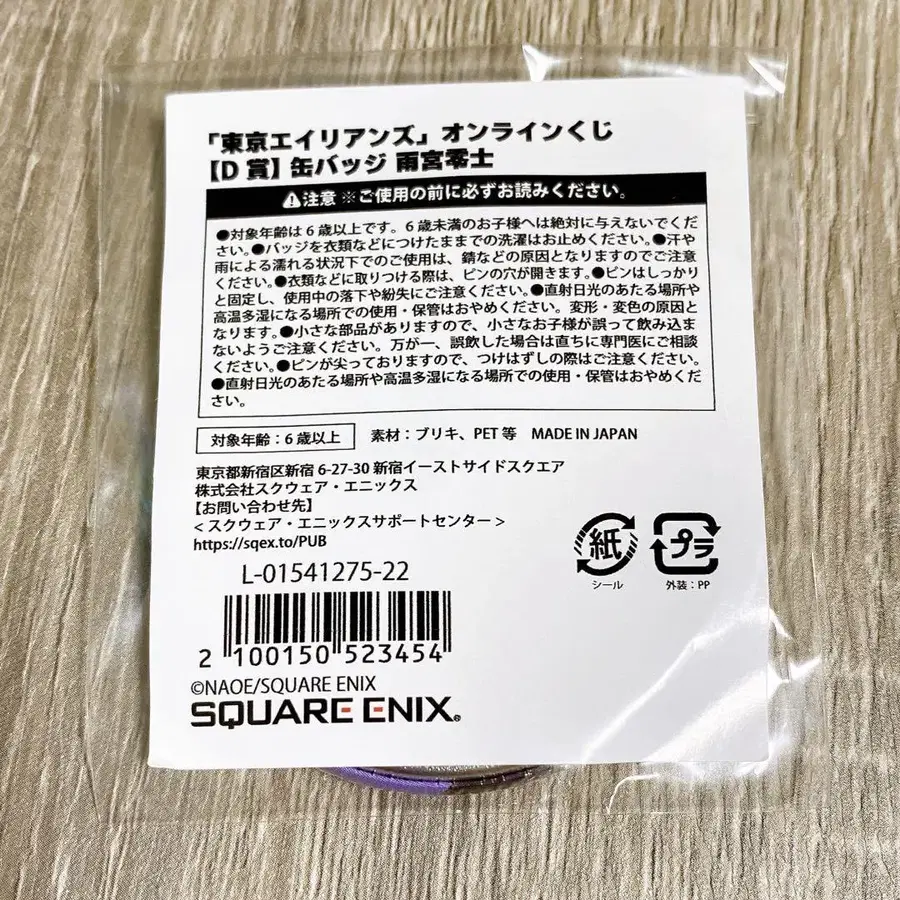 「東京エイリアンズ」オンラインくじ
【D 賞】缶バッジ 雨宮零士
注意 ※ご使用の前に必ずお読みください。
●対象年齢は 6 歳以上です。6 歳未満のお子様へは絶対に与えないでくだ
さい。●バッジを衣類などにつけたままでの洗濯はお止めください。●汗や
雨による濡れる状況下でのご使用は、錆などの原因となりますのでご注意
ください。●衣類などに取りつける際は、ピンの穴が開きます。●ピンはしっかり
と固定し、使用中の落下や紛失にご注意ください。●直射日光のあたる場所や
高温多湿になる場所での使用・保管はおやめください。変形・変色の原因と
なります。●小さな部品がありますので、小さなお子様が誤って飲み込ま
ないようご注意ください。万が一、誤飲した場合は直ちに専門医にご相談
ください。●ピンが尖っておりますので、つけはずしの際はご注意ください。
●直射日光のあたる場所や高温多湿になる場所での使用・保管はおやめくださ
い。
対象年齢：6 歳以上 素材：ブリキ、PET 等 MADE IN JAPAN
東京都新宿区新宿 6-27-30 新宿イーストサイドスクエア
株式会社スクウェア・エニックス
【お問い合わせ先】
< スクウェア・エニックスサポートセンター >
https://sqex.to/PUB
紙 プラ
シール 外装：PP
L-01541275-22
2 100150 523454
©NAOE/SQUARE ENIX
SQUARE ENIX®